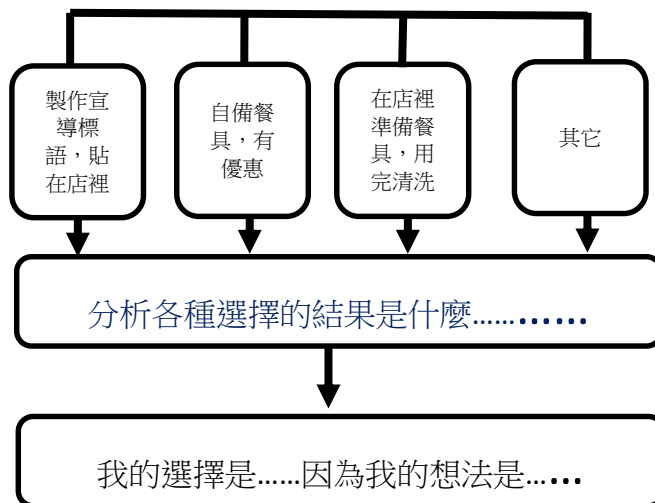 製作宣
導標
語，貼
在店裡
自備餐
具，有
優惠
在店裡
準備餐
具，用
完清洗
其它
分析各種選擇的結果是什麼…………
我的選擇是……因為我的想法是……